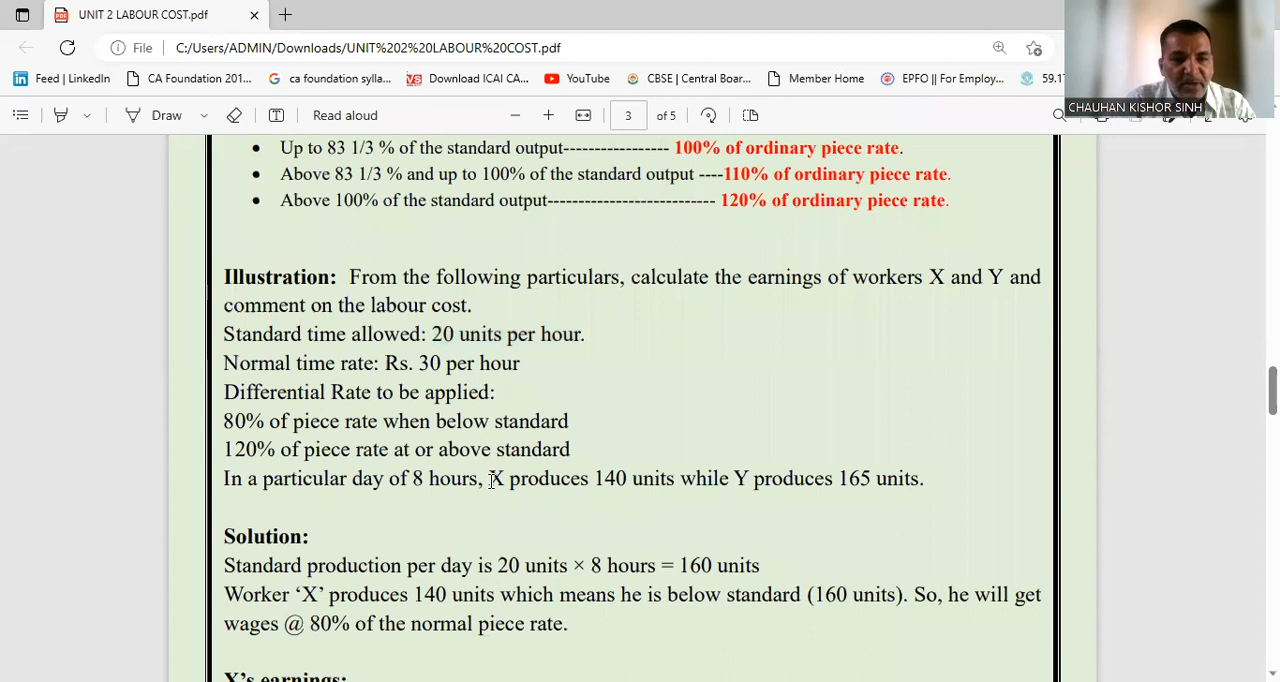 UNIT 2 LABOUR COST.pdf
File C:/Users/ADMIN/Downloads/UNIT%202%20LABOUR%20COST.pdf
Feed | LinkedIn CA Foundation 201... ca foundation sylla... Download ICAI CA... YouTube CBSE | Central Boar... Member Home EPFO || For Employ... 59.1
CHAUHAN KISHOR SINH
Draw Read aloud 3 of 5
• Up to 83 1/3 % of the standard output----------------- 100% of ordinary piece rate.
• Above 83 1/3 % and up to 100% of the standard output ----110% of ordinary piece rate.
• Above 100% of the standard output--------------------------- 120% of ordinary piece rate.
Illustration: From the following particulars, calculate the earnings of workers X and Y and
comment on the labour cost.
Standard time allowed: 20 units per hour.
Normal time rate: Rs. 30 per hour
Differential Rate to be applied:
80% of piece rate when below standard
120% of piece rate at or above standard
In a particular day of 8 hours, X produces 140 units while Y produces 165 units.
Solution:
Standard production per day is 20 units × 8 hours = 160 units
Worker ‘X’ produces 140 units which means he is below standard (160 units). So, he will get
wages @ 80% of the normal piece rate.
X’s earnings: